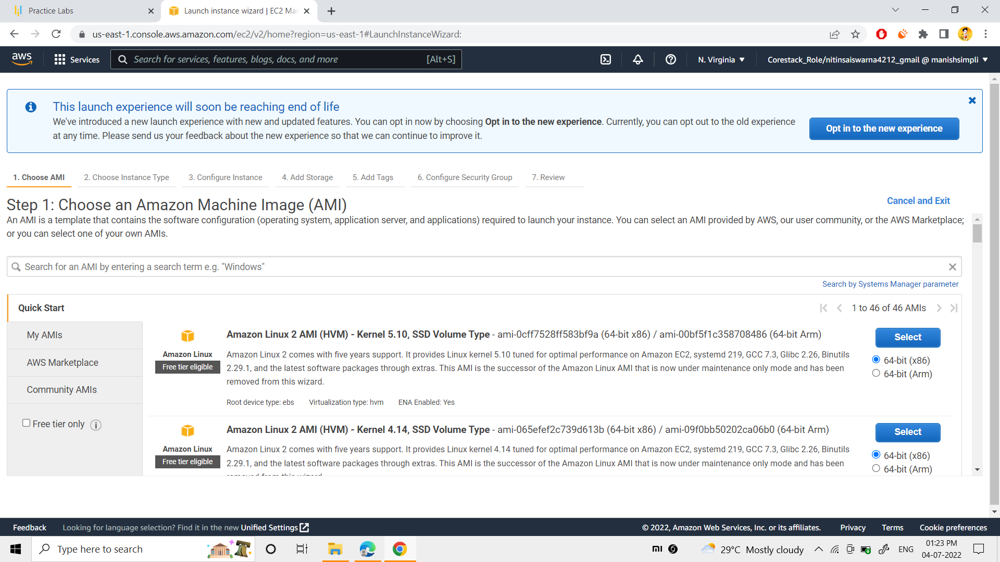 Practice Labs
Launch instance wizard | EC2 Ma
us-east-1.console.aws.amazon.com/ec2/v2/home?region=us-east-1#LaunchInstanceWizard:
aws
Services
Search for services, features, blogs, docs, and more
[Alt+S]
N. Virginia
Corestack_Role/nitinsaiswarna4212_gmail @ manishsimpli
This launch experience will soon be reaching end of life
We've introduced a new launch experience with new and updated features. You can opt in now by choosing Opt in to the new experience. Currently, you can opt out to the old experience
at any time. Please send us your feedback about the new experience so that we can continue to improve it.
Opt in to the new experience
1. Choose AMI
2. Choose Instance Type
3. Configure Instance
4. Add Storage
5. Add Tags
6. Configure Security Group
7. Review
Step 1: Choose an Amazon Machine Image (AMI)
Cancel and Exit
An AMI is a template that contains the software configuration (operating system, application server, and applications) required to launch your instance. You can select an AMI provided by AWS, our user community, or the AWS Marketplace;
or you can select one of your own AMIs.
Search for an AMI by entering a search term e.g. "Windows"
Search by Systems Manager parameter
Quick Start
My AMIs
AWS Marketplace
Community AMIs
Free tier only
1 to 46 of 46 AMIs
Amazon Linux
Free tier eligible
Amazon Linux 2 AMI (HVM) - Kernel 5.10, SSD Volume Type - ami-0cff7528ff583bf9a (64-bit x86) / ami-00bf5f1c358708486 (64-bit Arm)
Amazon Linux 2 comes with five years support. It provides Linux kernel 5.10 tuned for optimal performance on Amazon EC2, systemd 219, GCC 7.3, Glibc 2.26, Binutils
2.29.1, and the latest software packages through extras. This AMI is the successor of the Amazon Linux AMI that is now under maintenance only mode and has been
removed from this wizard.
Root device type: ebs
Virtualization type: hvm
ENA Enabled: Yes
Select
64-bit (x86)
64-bit (Arm)
Amazon Linux
Free tier eligible
Amazon Linux 2 AMI (HVM) - Kernel 4.14, SSD Volume Type - ami-065efef2c739d613b (64-bit x86) / ami-09f0bb50202ca06b0 (64-bit Arm)
Amazon Linux 2 comes with five years support. It provides Linux kernel 4.14 tuned for optimal performance on Amazon EC2, systemd 219, GCC 7.3, Glibc 2.26, Binutils
2.29.1, and the latest software packages through extras. This AMI is the successor of the Amazon Linux AMI that is now under maintenance only mode and has been
removed from this wizard.
Select
64-bit (x86)
64-bit (Arm)
Feedback
Looking for language selection? Find it in the new Unified Settings
© 2022, Amazon Web Services, Inc. or its affiliates.
Privacy
Terms
Cookie preferences
Type here to search
29°C Mostly cloudy
ENG
01:23 PM
04-07-2022